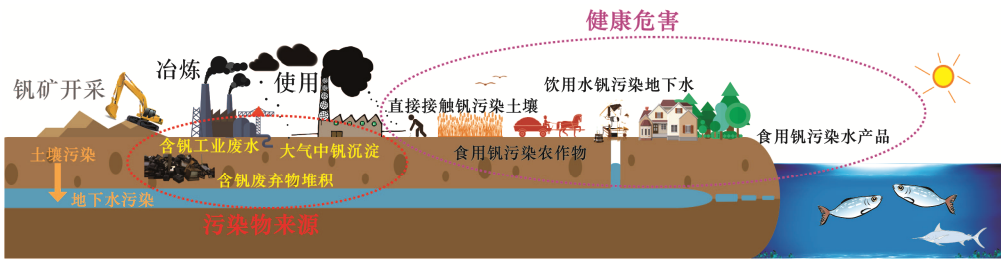 健康危害
钒矿开采
冶炼
使用
饮用水钒污染地下水
直接接触钒污染土壤
食用钒污染水产品
食用钒污染农作物
土壤污染
含钒工业废水
大气中钒沉淀
含钒废弃物堆积
地下水污染
污染物来源